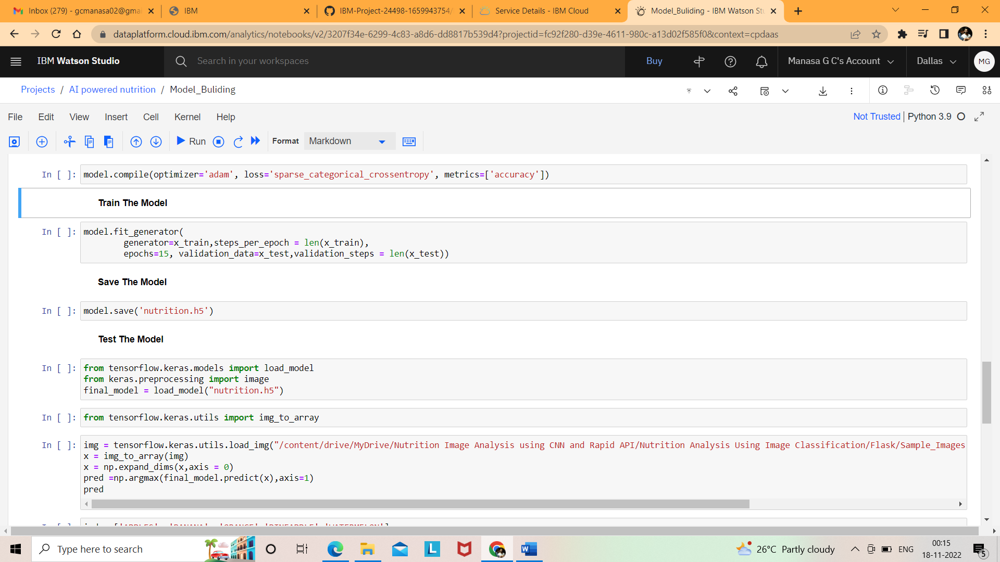 Inbox (279) - gcmanasa02@gmai
IBM
IBM-Project-24498-1659943754/
Service Details - IBM Cloud
Model_Buliding - IBM Watson Stu
dataplatform.cloud.ibm.com/analytics/notebooks/v2/3207f34e-6299-4c83-a8d6-dd8817b539d4?projectid=fc92f280-d39e-4611-980c-a13d02f585f0&context=cpdaas
IBM Watson Studio
Search in your workspaces
Buy
Manasa G C's Account
Dallas
MG
Projects / AI powered nutrition / Model_Buliding
File Edit View Insert Cell Kernel Help
Not Trusted | Python 3.9
Run
Format
Markdown
In [ ]: model.compile(optimizer='adam', loss='sparse_categorical_crossentropy', metrics=['accuracy'])
Train The Model
In [ ]: model.fit_generator(
generator=x_train,steps_per_epoch = len(x_train),
epochs=15, validation_data=x_test,validation_steps = len(x_test))
Save The Model
In [ ]: model.save('nutrition.h5')
Test The Model
In [ ]: from tensorflow.keras.models import load_model
from keras.preprocessing import image
final_model = load_model("nutrition.h5")
In [ ]: from tensorflow.keras.utils import img_to_array
In [ ]: img = tensorflow.keras.utils.load_img("/content/drive/MyDrive/Nutrition Image Analysis using CNN and Rapid API/Nutrition Analysis Using Image Classification/Flask/Sample_Images
x = img_to_array(img)
x = np.expand_dims(x,axis = 0)
pred =np.argmax(final_model.predict(x),axis=1)
pred
Type here to search
26°C Partly cloudy
ENG
00:15
18-11-2022
5